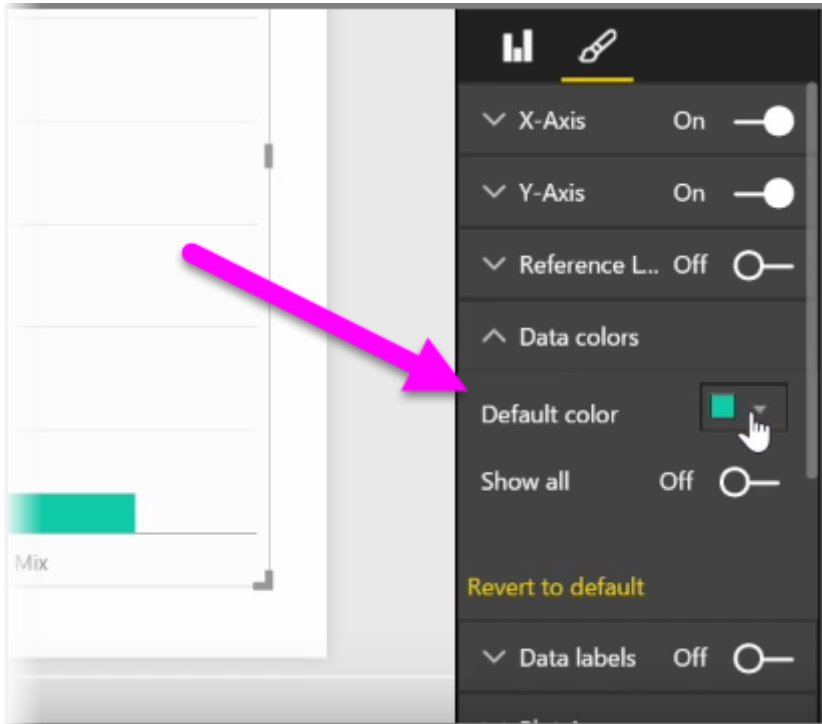 X-Axis On
Y-Axis On
Reference L... Off
Data colors
Default color
Show all Off
Mix
Revert to default
Data labels Off